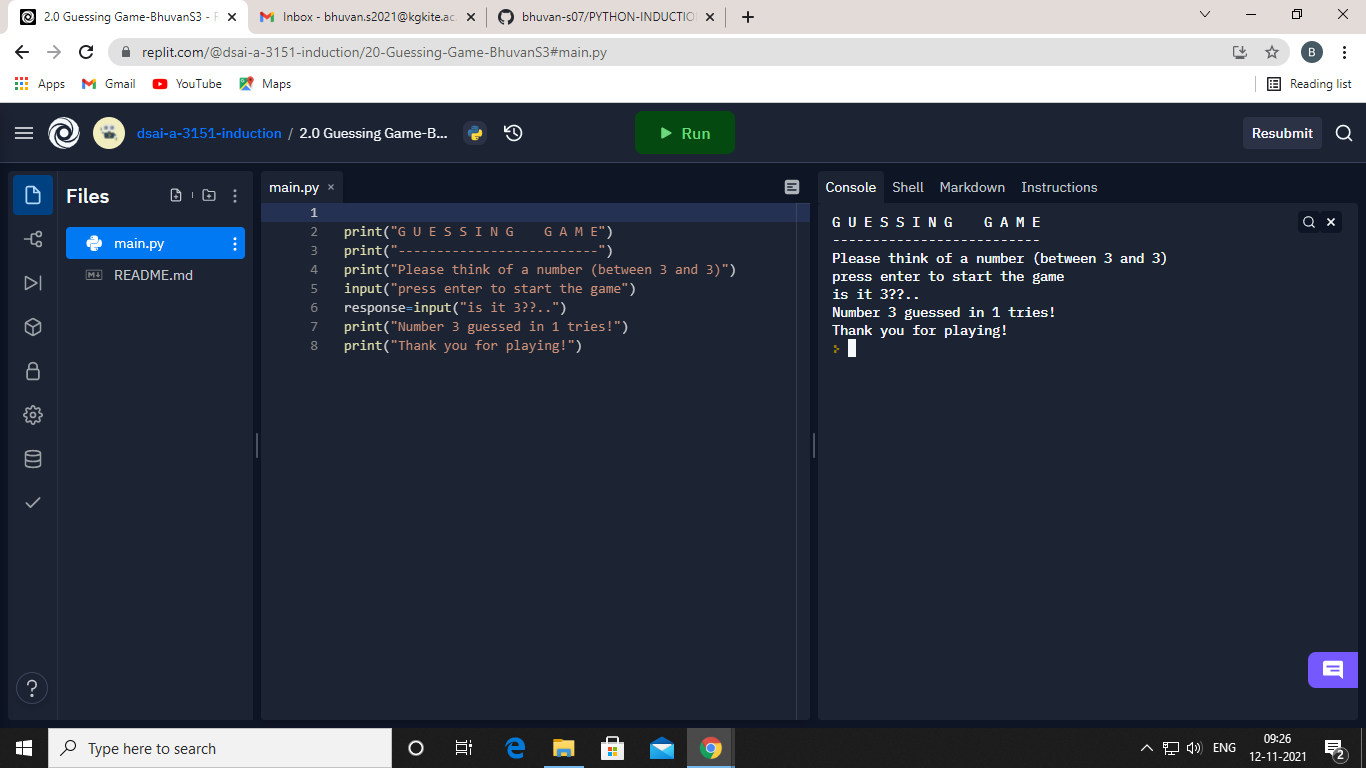 2.0 Guessing Game-BhuvanS3 - R
Inbox - bhuvan.s2021@kgkite.ac.
bhuvan-s07/PYTHON-INDUCTIO
replit.com/@dsai-a-3151-induction/20-Guessing-Game-BhuvanS3#main.py
B
Apps
Gmail
YouTube
Maps
Reading list
dsai-a-3151-induction / 2.0 Guessing Game-B...
Run
Resubmit
Files
main.py
README.md
main.py
1
2 print("G U E S S I N G    G A M E")
3 print("--------------------------")
4 print("Please think of a number (between 3 and 3)")
5 input("press enter to start the game")
6 response=input("is it 3??..")
7 print("Number 3 guessed in 1 tries!")
8 print("Thank you for playing!")
Console Shell Markdown Instructions
G U E S S I N G    G A M E
--------------------------
Please think of a number (between 3 and 3)
press enter to start the game
is it 3??..
Number 3 guessed in 1 tries!
Thank you for playing!
?
Type here to search
ENG
09:26
12-11-2021
2